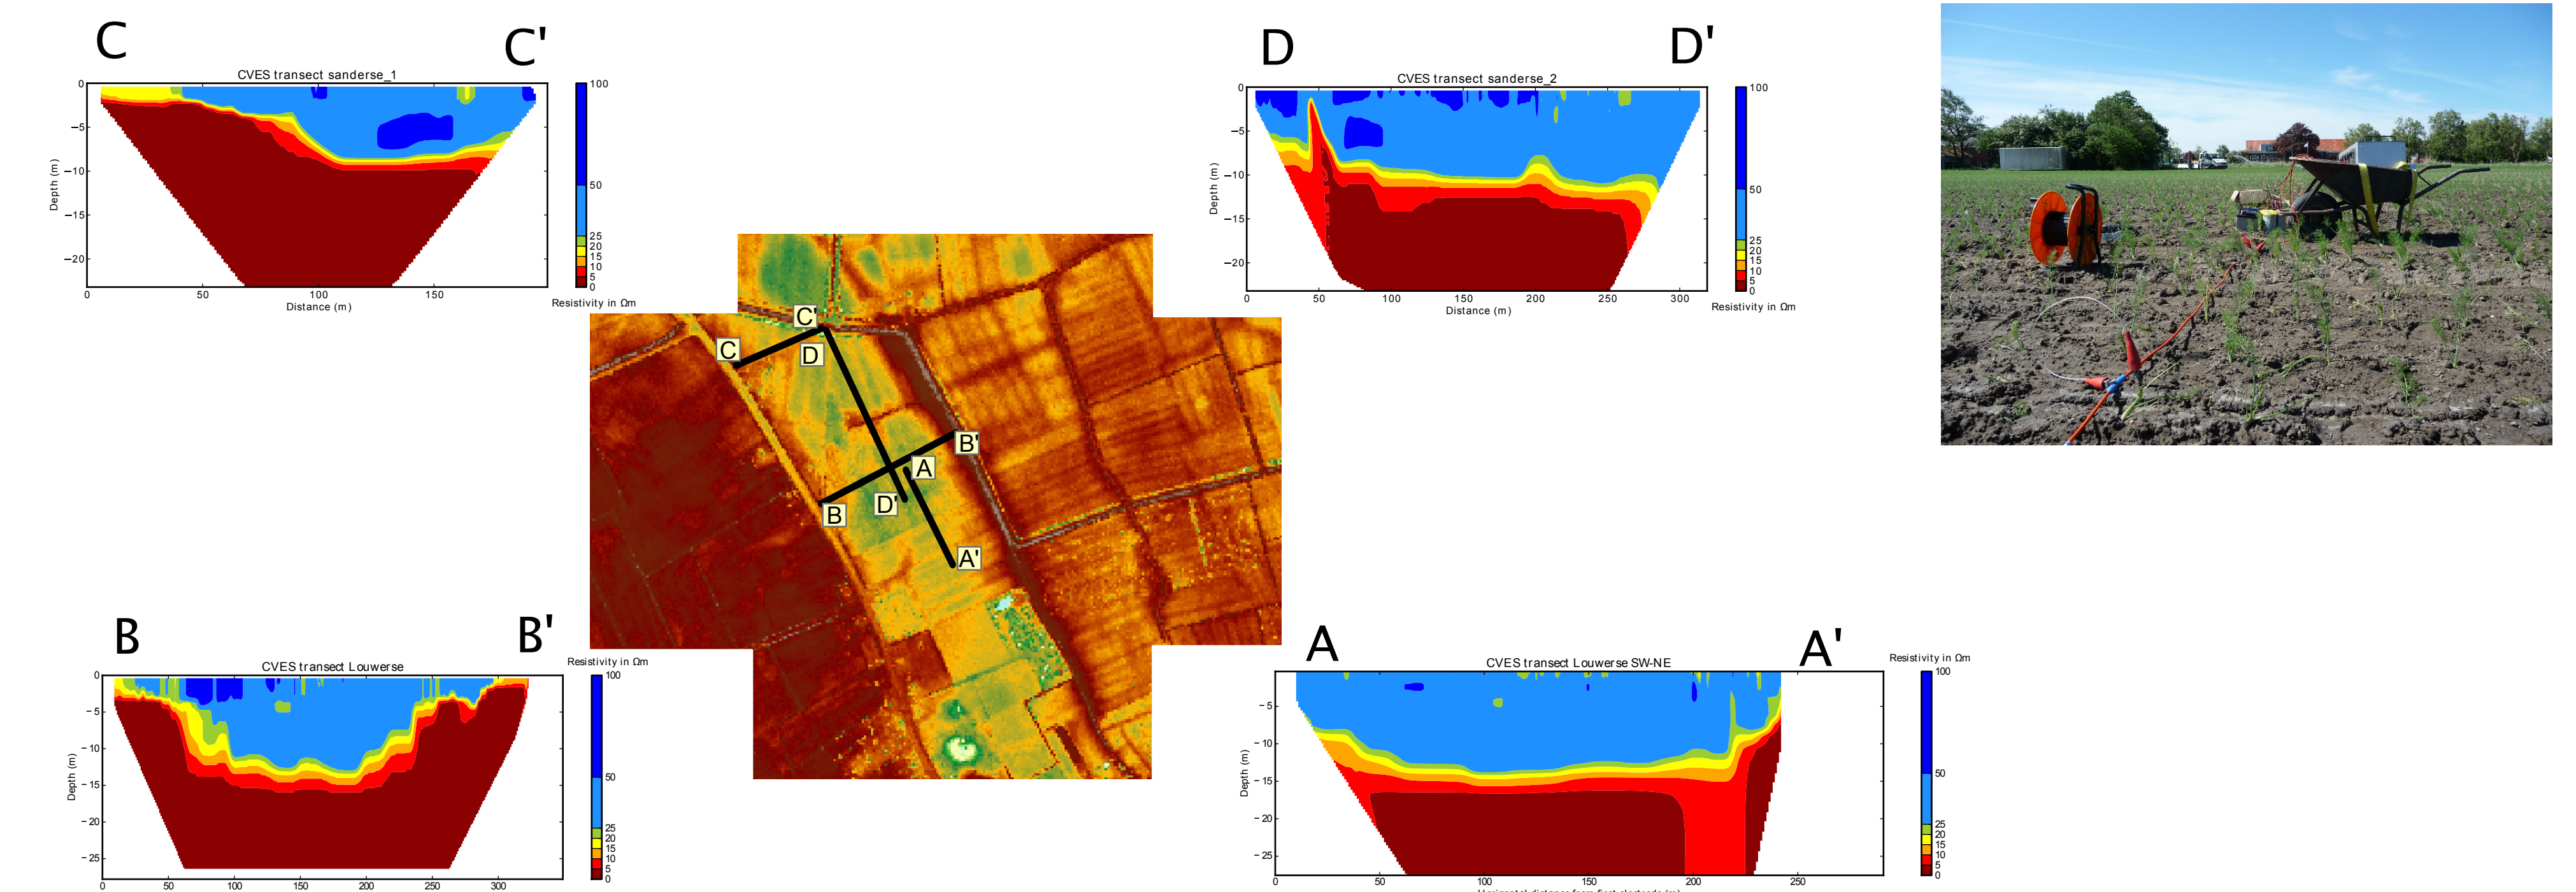 C
C'
CVES transect sanderse_1
0
−5
−10
−15
−20
Depth (m)
0
50
100
150
Distance (m)
100
50
25
20
15
10
5
0
Resistivity in Ωm
D
D'
CVES transect sanderse_2
0
−5
−10
−15
−20
Depth (m)
0
50
100
150
200
250
300
Distance (m)
100
50
25
20
15
10
5
0
Resistivity in Ωm
C'
C
D
B'
A
D'
B
A'
B
B'
CVES transect Louwerse
Resistivity in Ωm
0
−5
−10
−15
−20
−25
Depth (m)
0
50
100
150
200
250
300
100
50
25
20
15
10
5
0
A
A'
CVES transect Louwerse SW-NE
Resistivity in Ωm
−5
−10
−15
−20
−25
Depth (m)
0
50
100
150
200
250
100
50
25
20
15
10
5
0